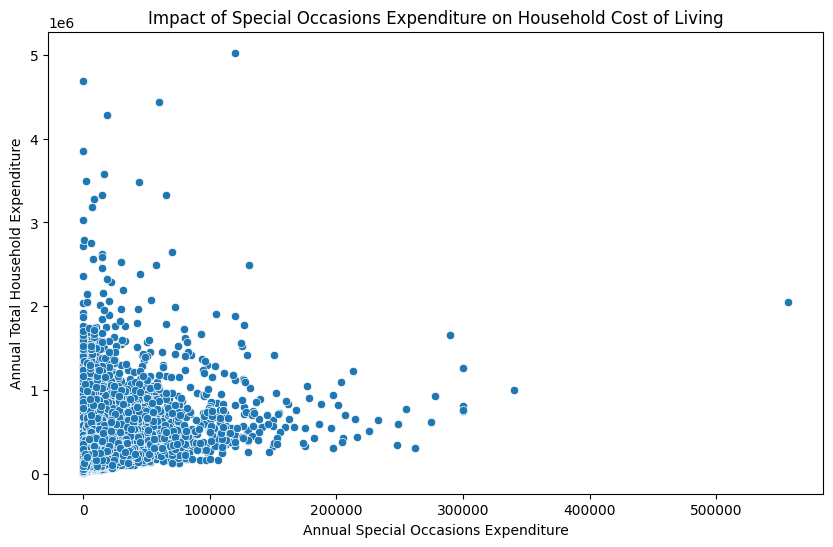 Impact of Special Occasions Expenditure on Household Cost of Living
1e6
5
4
3
2
1
0
Annual Total Household Expenditure
0 100000 200000 300000 400000 500000
Annual Special Occasions Expenditure